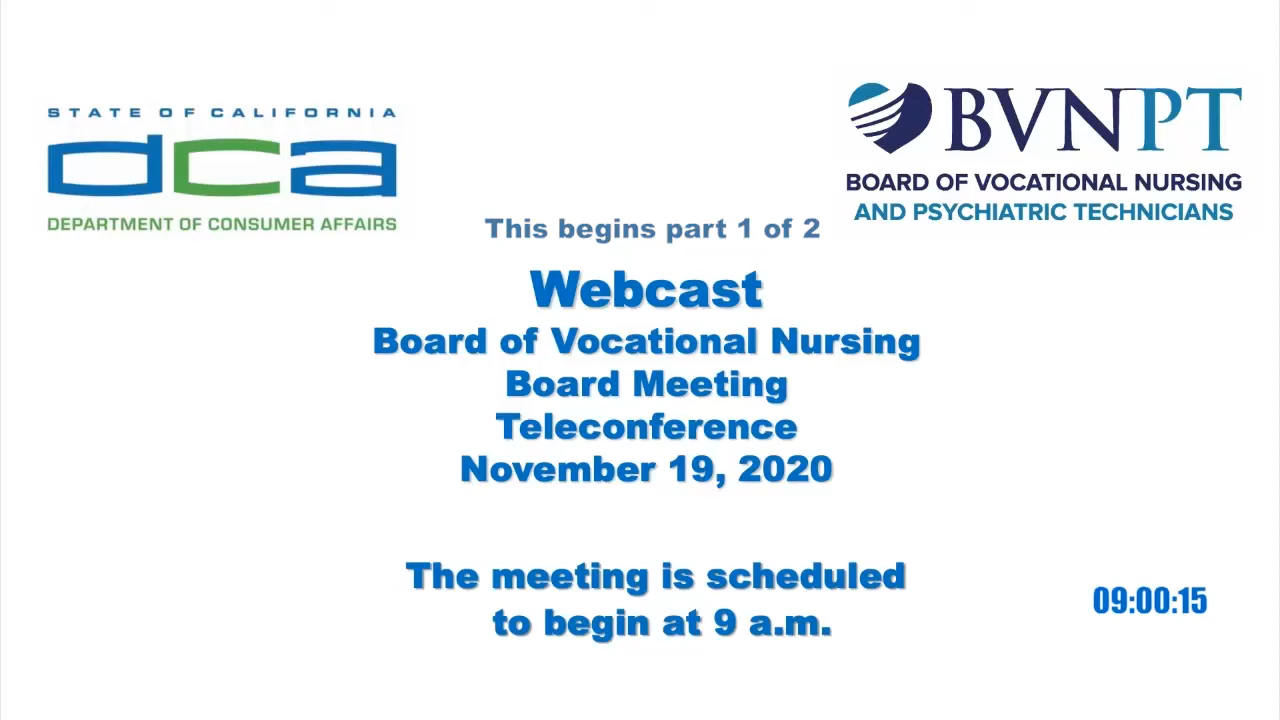 STATE OF CALIFORNIA
dca
DEPARTMENT OF CONSUMER AFFAIRS
BVNPT
BOARD OF VOCATIONAL NURSING
AND PSYCHIATRIC TECHNICIANS
This begins part 1 of 2
Webcast
Board of Vocational Nursing
Board Meeting
Teleconference
November 19, 2020
The meeting is scheduled
to begin at 9 a.m.
09:00:15